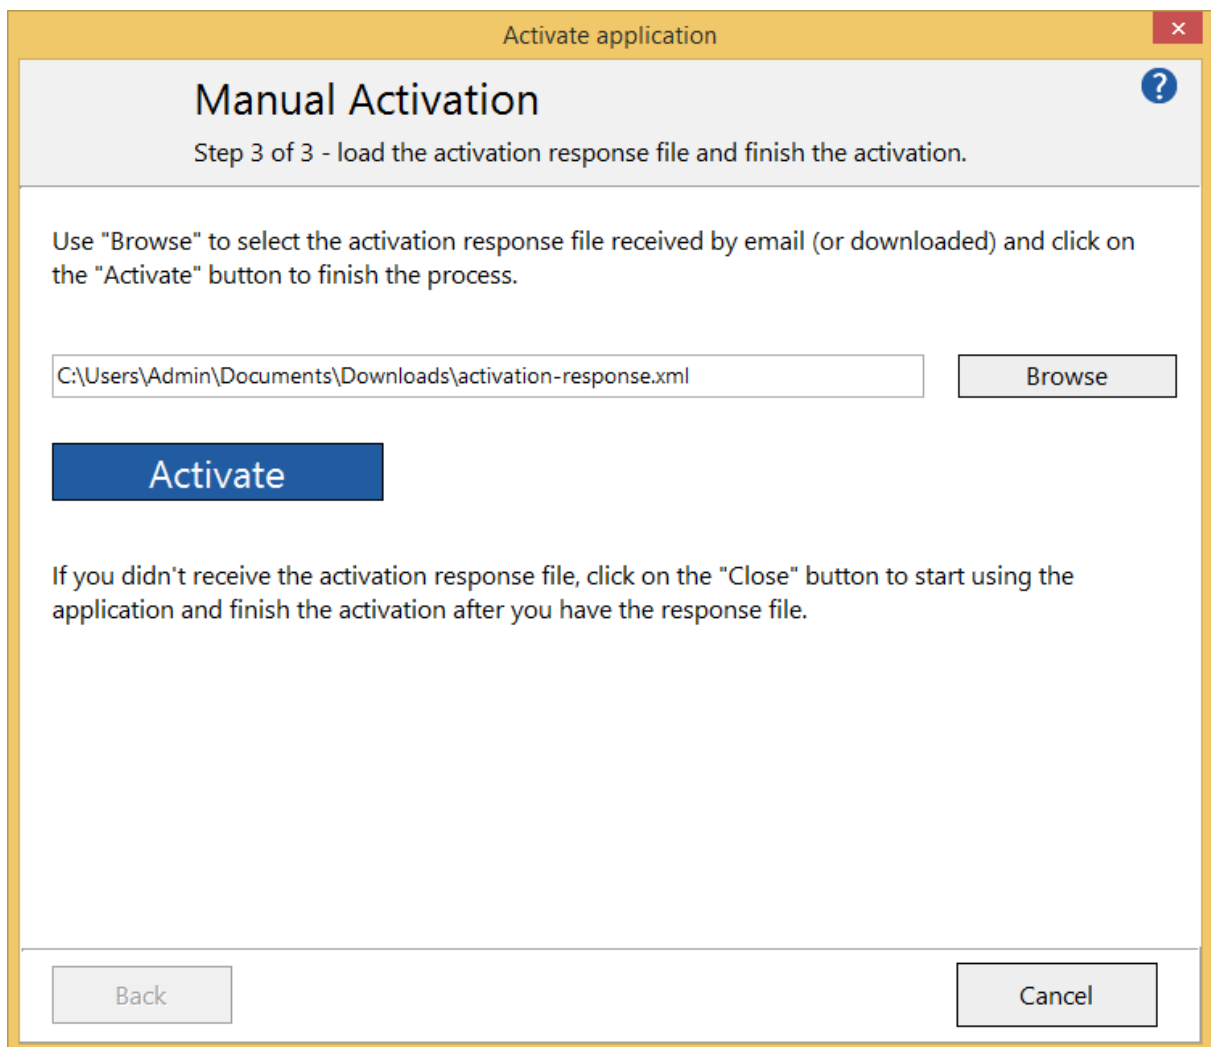 Activate application
×
Manual Activation
?
Step 3 of 3 - load the activation response file and finish the activation.
Use "Browse" to select the activation response file received by email (or downloaded) and click on
the "Activate" button to finish the process.
C:\Users\Admin\Documents\Downloads\activation-response.xml
Browse
Activate
If you didn't receive the activation response file, click on the "Close" button to start using the
application and finish the activation after you have the response file.
Back
Cancel